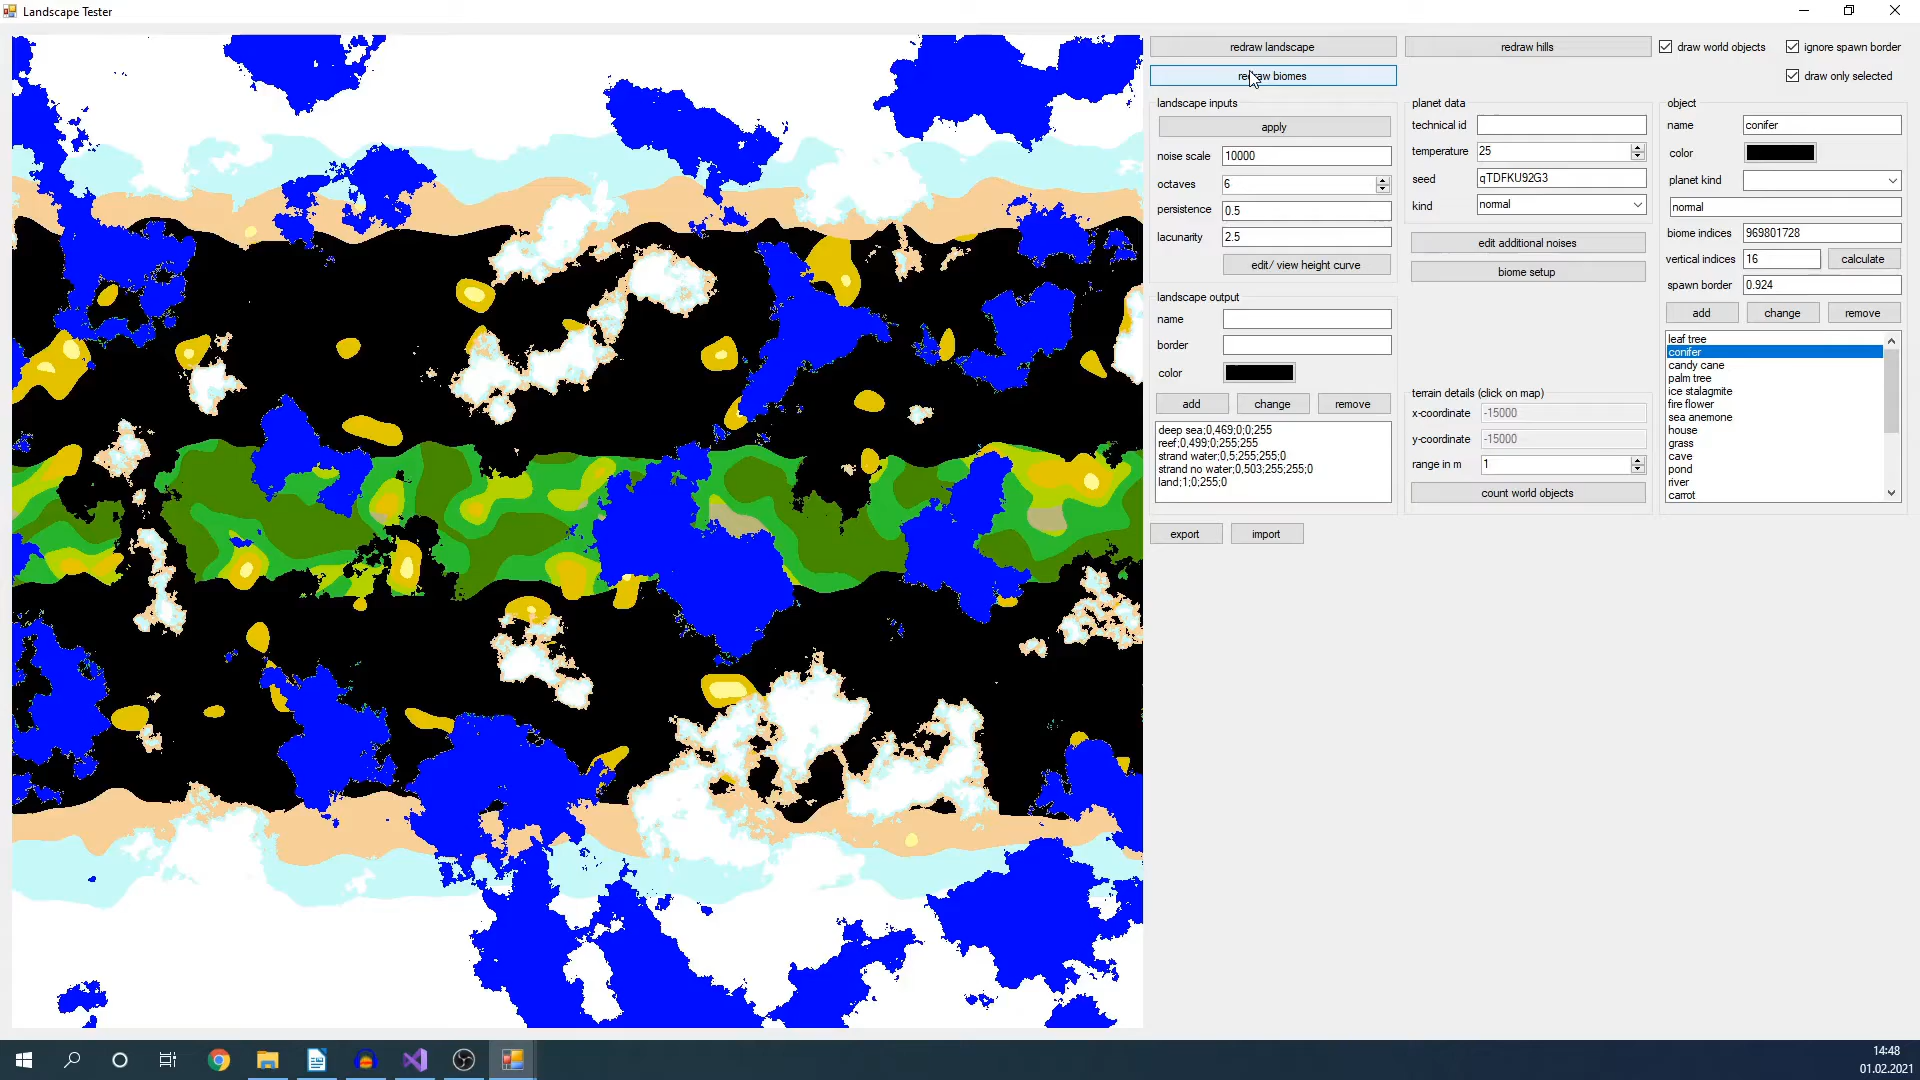 Landscape Tester
redraw landscape
redraw hills
draw world objects
ignore spawn border
redraw biomes
draw only selected
landscape inputs
apply
noise scale 10000
octaves 6
persistence 0.5
lacunarity 2.5
edit/ view height curve
landscape output
name
border
color
add change remove
deep sea;0,469;0;0;255
reef;0,499;0;255;255
strand water;0,5;255;255;0
strand no water;0,503;255;255;0
land;1;0;255;0
export import
planet data
technical id
temperature 25
seed qTDFKU92G3
kind normal
edit additional noises
biome setup
terrain details (click on map)
x-coordinate -15000
y-coordinate -15000
range in m 1
count world objects
object
name conifer
color
planet kind
normal
biome indices 969801728
vertical indices 16 calculate
spawn border 0.924
add change remove
leaf tree
conifer
candy cane
palm tree
ice stalagmite
fire flower
sea anemone
house
grass
cave
pond
river
carrot
14:48
01.02.2021